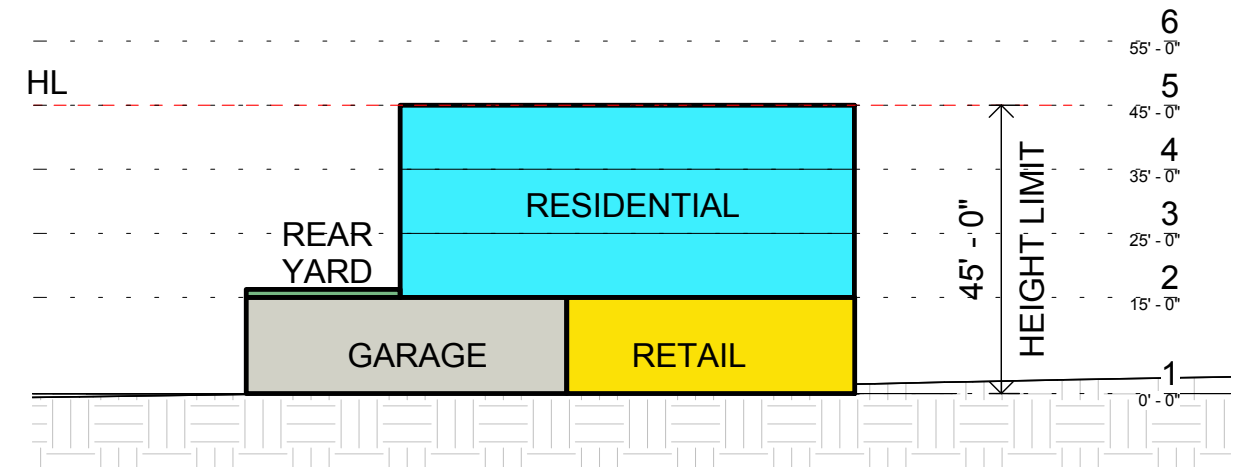 6
55' - 0"
HL
5
45' - 0"
4
35' - 0"
RESIDENTIAL
3
25' - 0"
REAR
YARD
2
15' - 0"
45' - 0"
HEIGHT LIMIT
GARAGE
RETAIL
1
0' - 0"